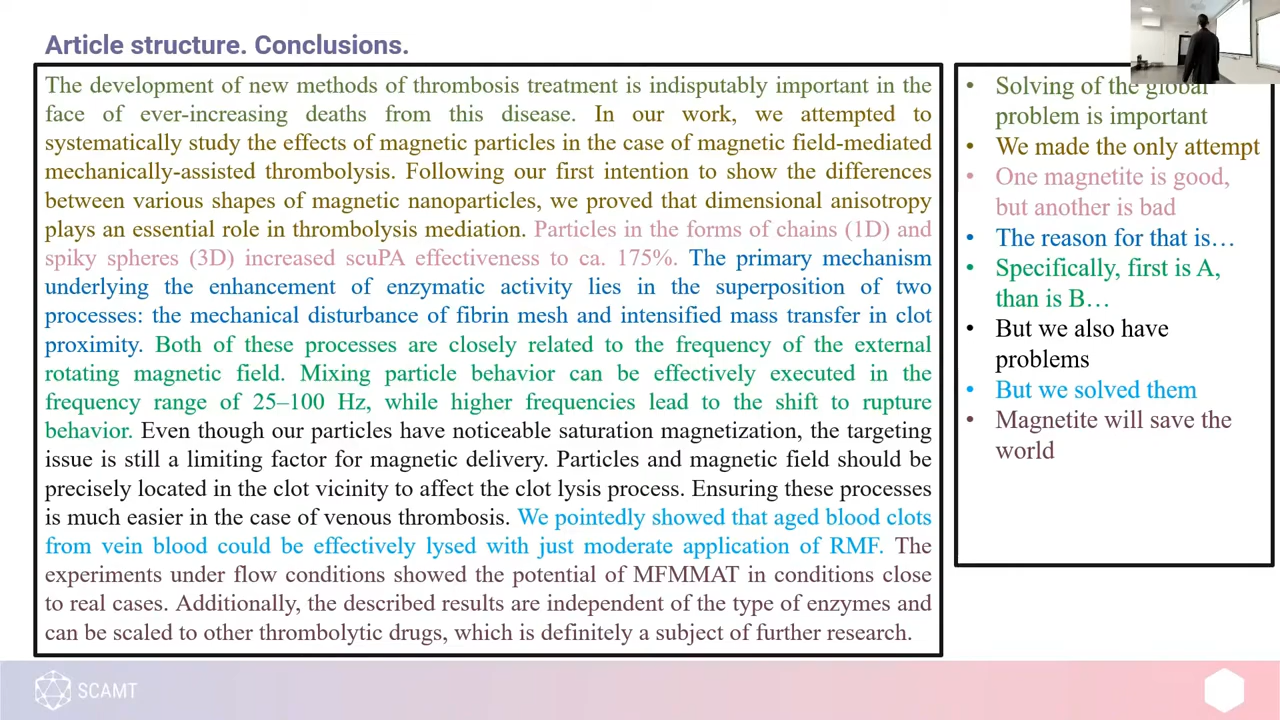 Article structure. Conclusions.
The development of new methods of thrombosis treatment is indisputably important in the
face of ever-increasing deaths from this disease. In our work, we attempted to
systematically study the effects of magnetic particles in the case of magnetic field-mediated
mechanically-assisted thrombolysis. Following our first intention to show the differences
between various shapes of magnetic nanoparticles, we proved that dimensional anisotropy
plays an essential role in thrombolysis mediation. Particles in the forms of chains (1D) and
spiky spheres (3D) increased scuPA effectiveness to ca. 175%. The primary mechanism
underlying the enhancement of enzymatic activity lies in the superposition of two
processes: the mechanical disturbance of fibrin mesh and intensified mass transfer in clot
proximity. Both of these processes are closely related to the frequency of the external
rotating magnetic field. Mixing particle behavior can be effectively executed in the
frequency range of 25–100 Hz, while higher frequencies lead to the shift to rupture
behavior. Even though our particles have noticeable saturation magnetization, the targeting
issue is still a limiting factor for magnetic delivery. Particles and magnetic field should be
precisely located in the clot vicinity to affect the clot lysis process. Ensuring these processes
is much easier in the case of venous thrombosis. We pointedly showed that aged blood clots
from vein blood could be effectively lysed with just moderate application of RMF. The
experiments under flow conditions showed the potential of MFMMAT in conditions close
to real cases. Additionally, the described results are independent of the type of enzymes and
can be scaled to other thrombolytic drugs, which is definitely a subject of further research.
• Solving of the global
problem is important
• We made the only attempt
• One magnetite is good,
but another is bad
• The reason for that is…
• Specifically, first is A,
than is B…
• But we also have
problems
• But we solved them
• Magnetite will save the
world
SCAMT